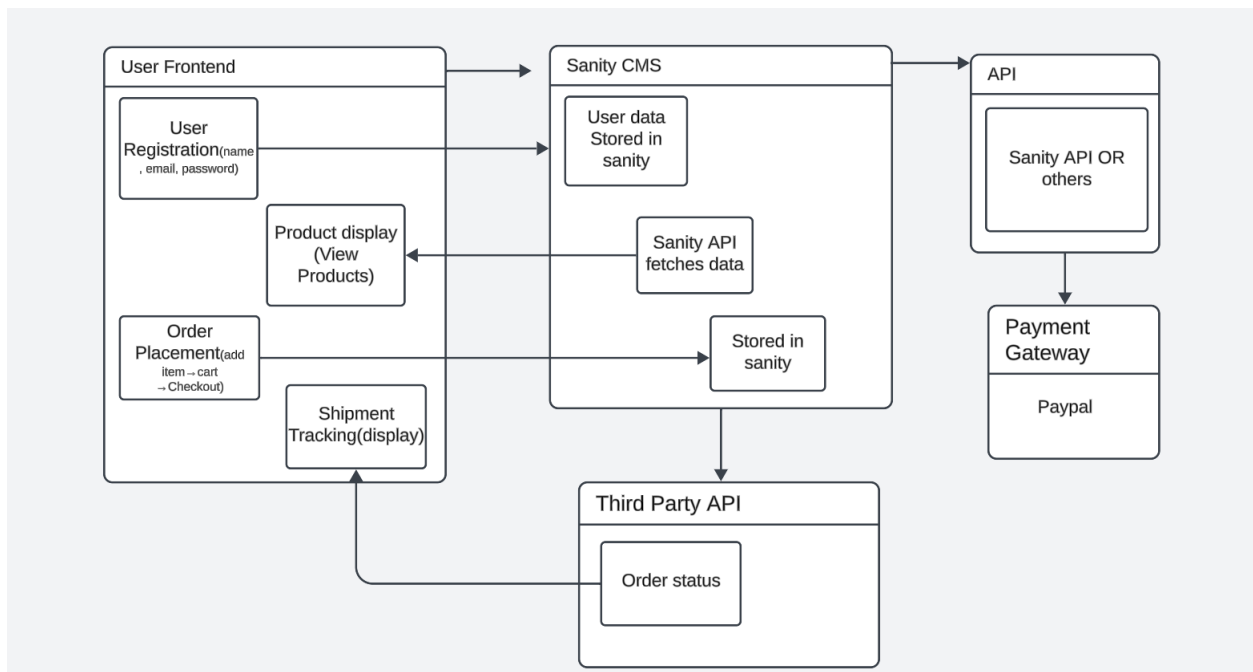 User Frontend
User
Registration(name
, email, password)
Product display
(View
Products)
Order
Placement(add
item→cart
→Checkout)
Shipment
Tracking(display)
Sanity CMS
User data
Stored in
sanity
Sanity API
fetches data
Stored in
sanity
API
Sanity API OR
others
Payment
Gateway
Paypal
Third Party API
Order status